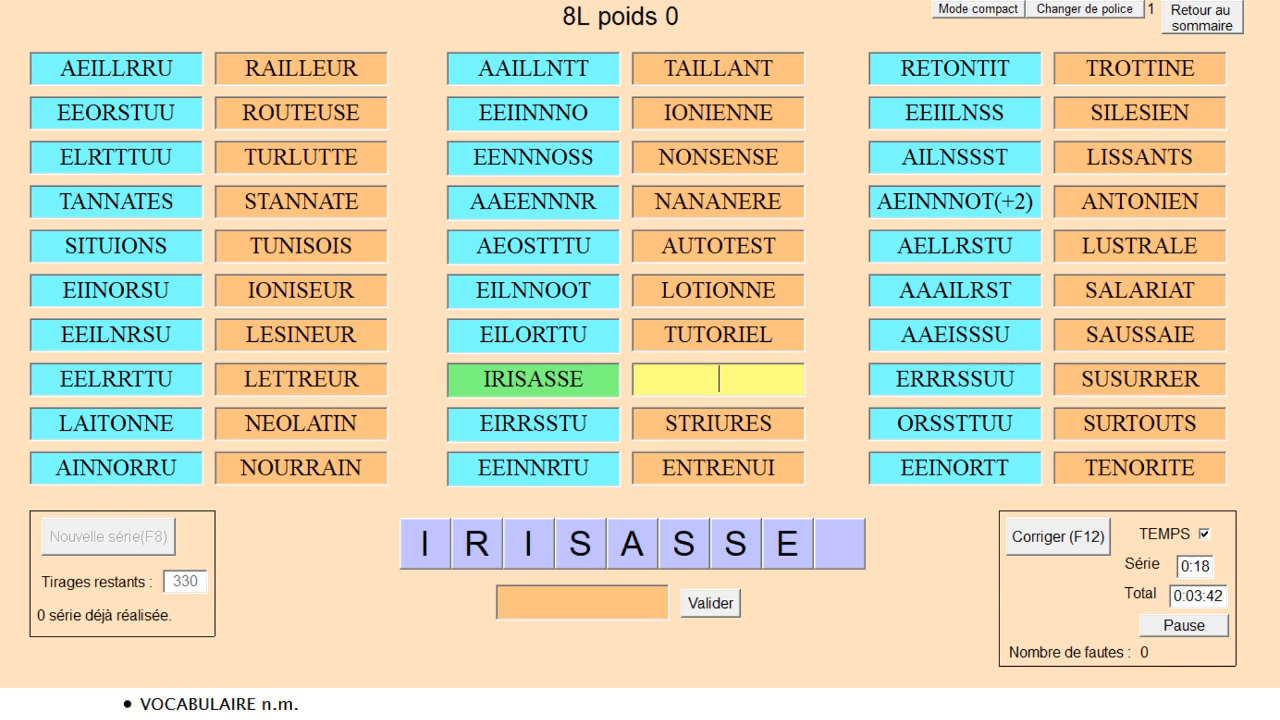 8L poids 0
Mode compact Changer de police 1 Retour au sommaire
AEILLRRU RAILLEUR AAILLNTT TAILLANT RETONTIT TROTTINE
EEORSTUU ROUTEUSE EEIINNNO IONIENNE EEIILNSS SILESIEN
ELRTTTUU TURLUTTE EENNNOSS NONSENSE AILNSSST LISSANTS
TANNATES STANNATE AAEENNNR NANANERE AEINNNOT(+2) ANTONIEN
SITUIONS TUNISOIS AEOSTTTU AUTOTEST AELLRSTU LUSTRALE
EIINORSU IONISEUR EILNNOOT LOTIONNE AAAILRST SALARIAT
EEILNRSU LESINEUR EILORTTU TUTORIEL AAEISSSU SAUSSAIE
EELRRTTU LETTREUR IRISASSE ERRRSSUU SUSURRER
LAITONNE NEOLATIN EIRRSSTU STRIURES ORSSTTUU SURTOUTS
AINNORRU NOURRAIN EEINNRTU ENTRENUI EEINORTT TENORITE
Nouvelle série(F8)
Tirages restants : 330
0 série déjà réalisée.
I R I S A S S E
Valider
Corriger (F12) TEMPS
Série 0:18
Total 0:03:42
Pause
Nombre de fautes : 0
• VOCABULAIRE n.m.